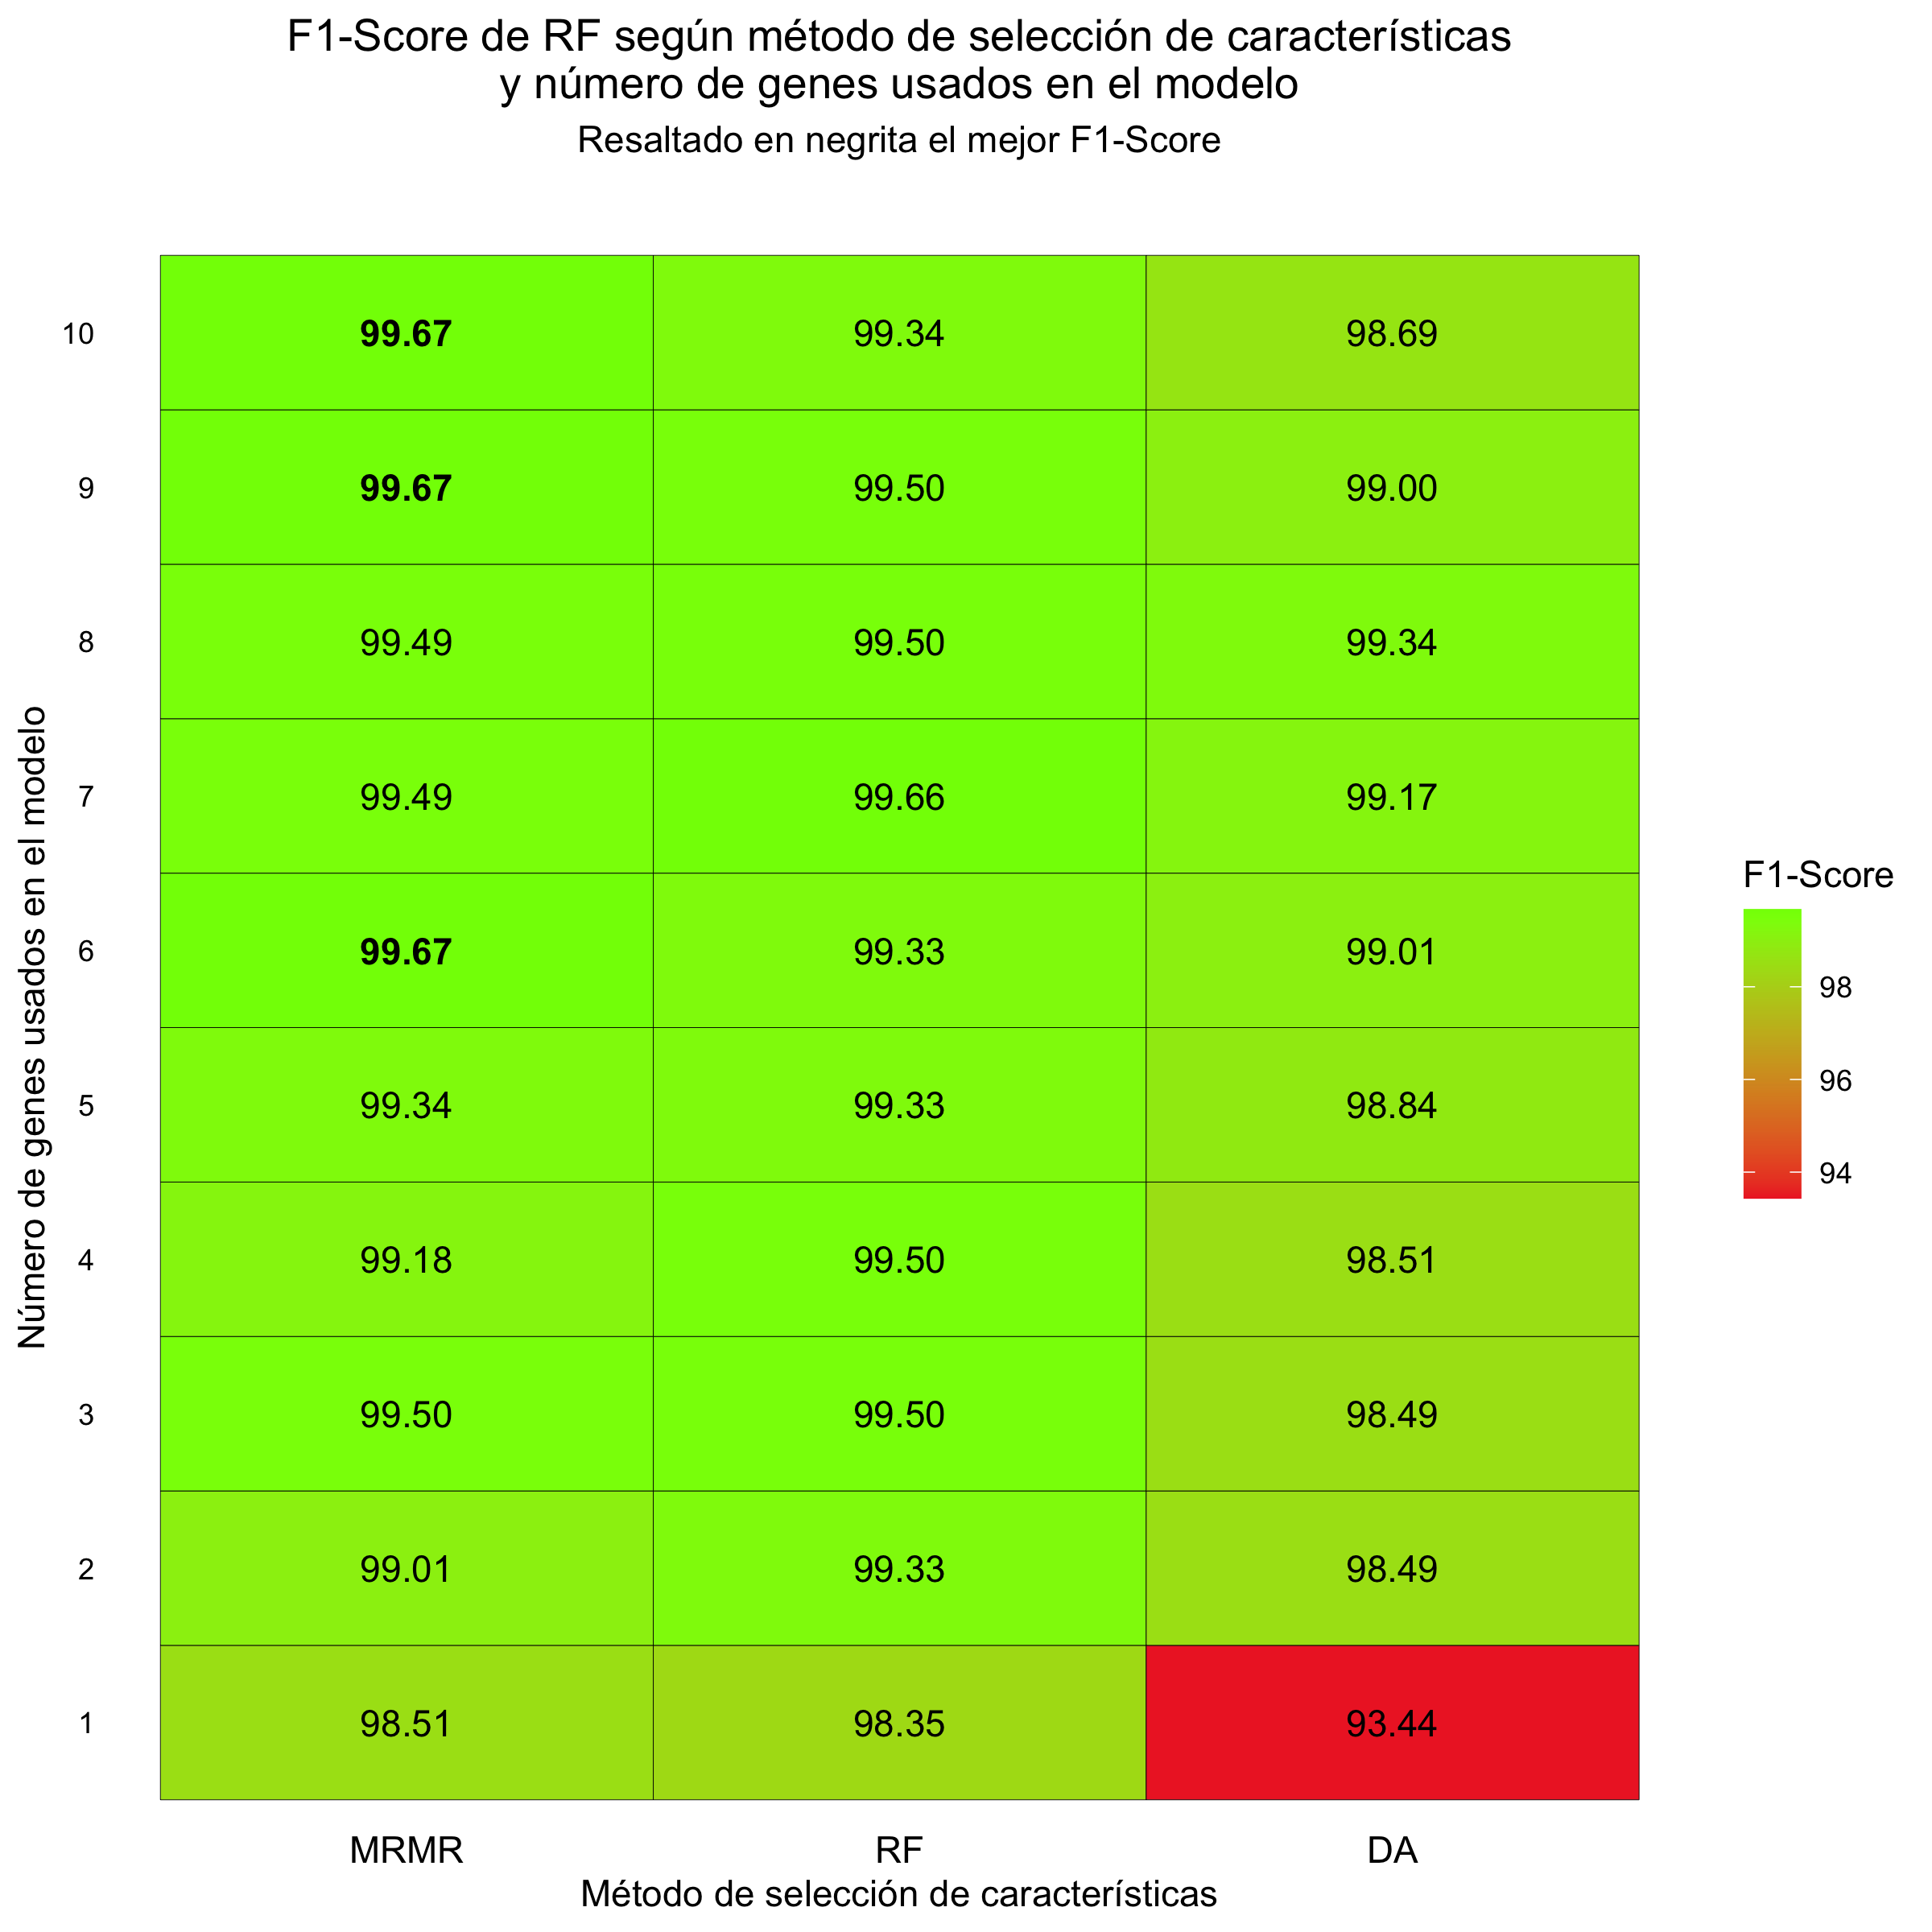 F1-Score de RF según método de selección de características
y número de genes usados en el modelo
Resaltado en negrita el mejor F1-Score
Número de genes usados en el modelo
10 99.67 99.34 98.69
9 99.67 99.50 99.00
8 99.49 99.50 99.34
7 99.49 99.66 99.17
6 99.67 99.33 99.01
5 99.34 99.33 98.84
4 99.18 99.50 98.51
3 99.50 99.50 98.49
2 99.01 99.33 98.49
1 98.51 98.35 93.44
MRMR RF DA
Método de selección de características
F1-Score
98
96
94